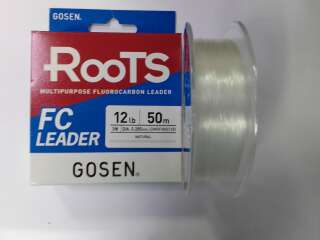 GOSEN.
ROOTS
MULTIPURPOSE FLUOROCARBON LEADER
FC
LEADER
12lb 50m
NATURAL
GOSEN.